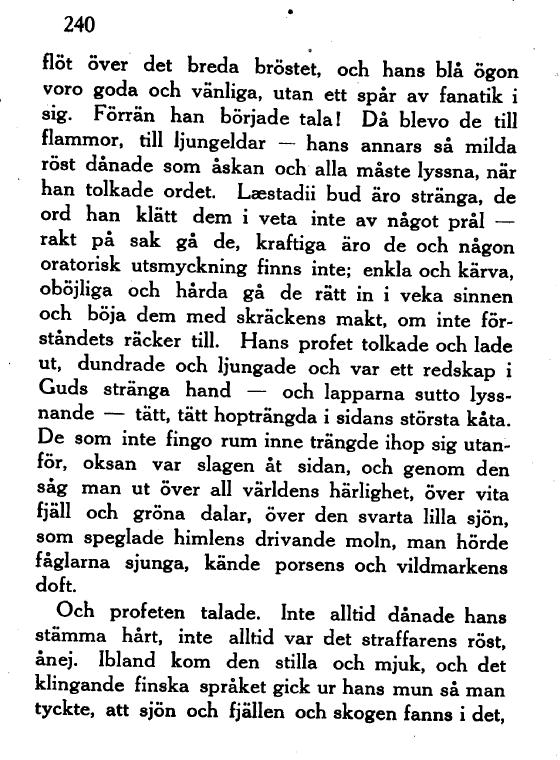 240
flöt över det breda bröstet, och hans blå ögon
voro goda och vänliga, utan ett spår av fanatik i
sig. Förrän han började tala! Då blevo de till
flammor, till ljungeldar — hans annars så milda
röst dånade som åskan och alla måste lyssna, när
han tolkade ordet. Læstadii bud äro stränga, de
ord han klätt dem i veta inte av något prål —
rakt på sak gå de, kraftiga äro de och någon
oratorisk utsmyckning finns inte; enkla och kärva,
oböjliga och hårda gå de rätt in i veka sinnen
och böja dem med skräckens makt, om inte för-
ståndets räcker till. Hans profet tolkade och lade
ut, dundrade och ljungade och var ett redskap i
Guds stränga hand — och lapparna sutto lyss-
nande — tätt, tätt hopträngda i sidans största kåta.
De som inte fingo rum inne trängde ihop sig utan-
för, oksan var slagen åt sidan, och genom den
såg man ut över all världens härlighet, över vita
fjäll och gröna dalar, över den svarta lilla sjön,
som speglade himlens drivande moln, man hörde
fåglarna sjunga, kände porsens och vildmarkens
doft.
Och profeten talade. Inte alltid dånade hans
stämma hårt, inte alltid var det straffarens röst,
ånej. Ibland kom den stilla och mjuk, och det
klingande finska språket gick ur hans mun så man
tyckte, att sjön och fjällen och skogen fanns i det,